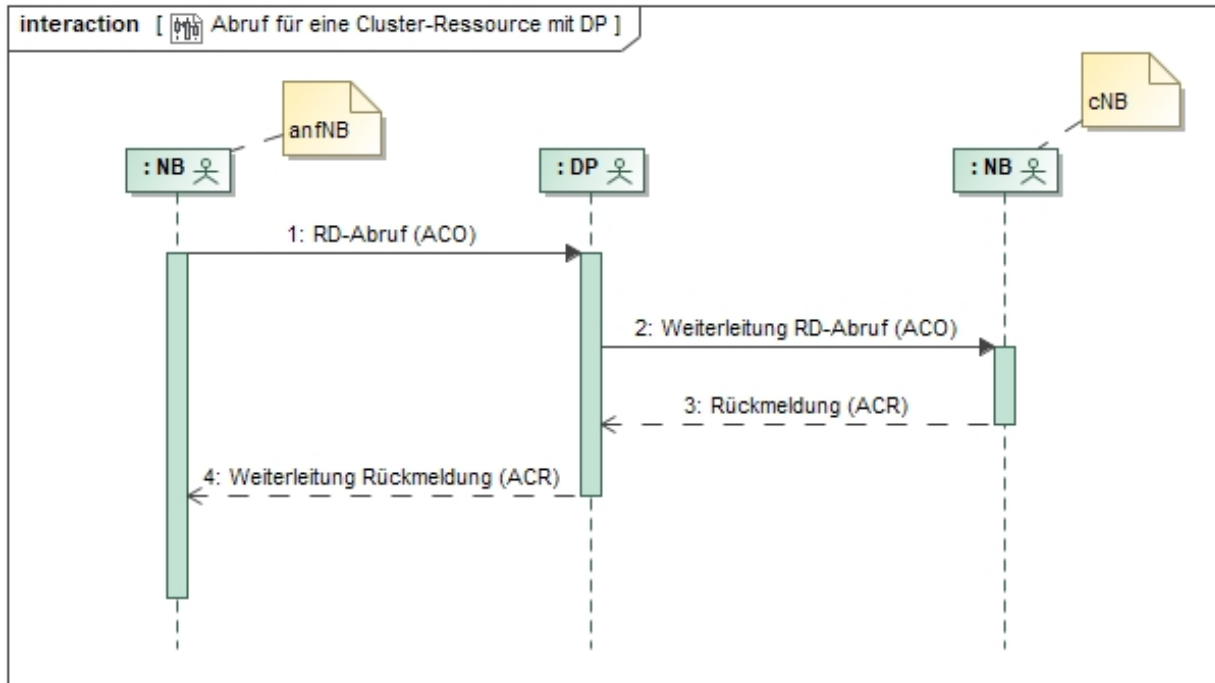 interaction [ Abruf für eine Cluster-Ressource mit DP ]
anfNB
cNB
: NB
: DP
: NB
1: RD-Abruf (ACO)
2: Weiterleitung RD-Abruf (ACO)
3: Rückmeldung (ACR)
4: Weiterleitung Rückmeldung (ACR)